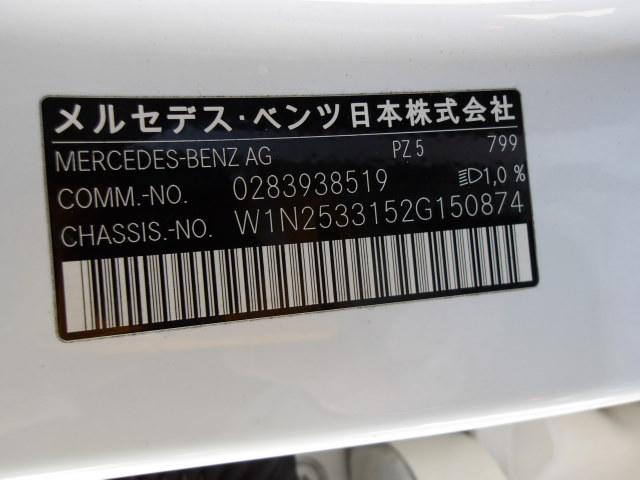 メルセデス・ベンツ日本株式会社
MERCEDES-BENZ AG PZ 5 799
COMM.-NO. 0283938519 1,0 %
CHASSIS.-NO. W1N2533152G150874